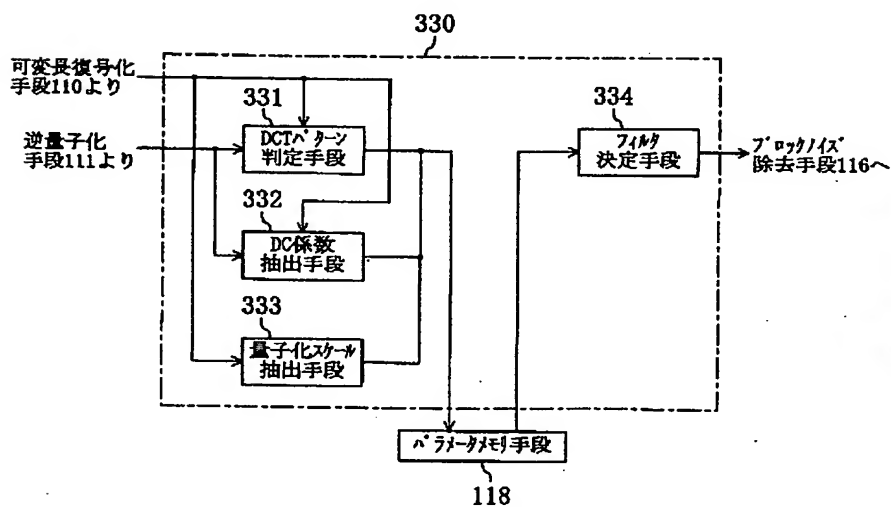 330
可変長復号化
手段110より
331
DCTパターン
判定手段
334
フィルタ
決定手段
逆量子化
手段111より
ブロックノイズ
除去手段116へ
332
DC係数
抽出手段
333
量子化スケール
抽出手段
パラメータメモリ手段
118